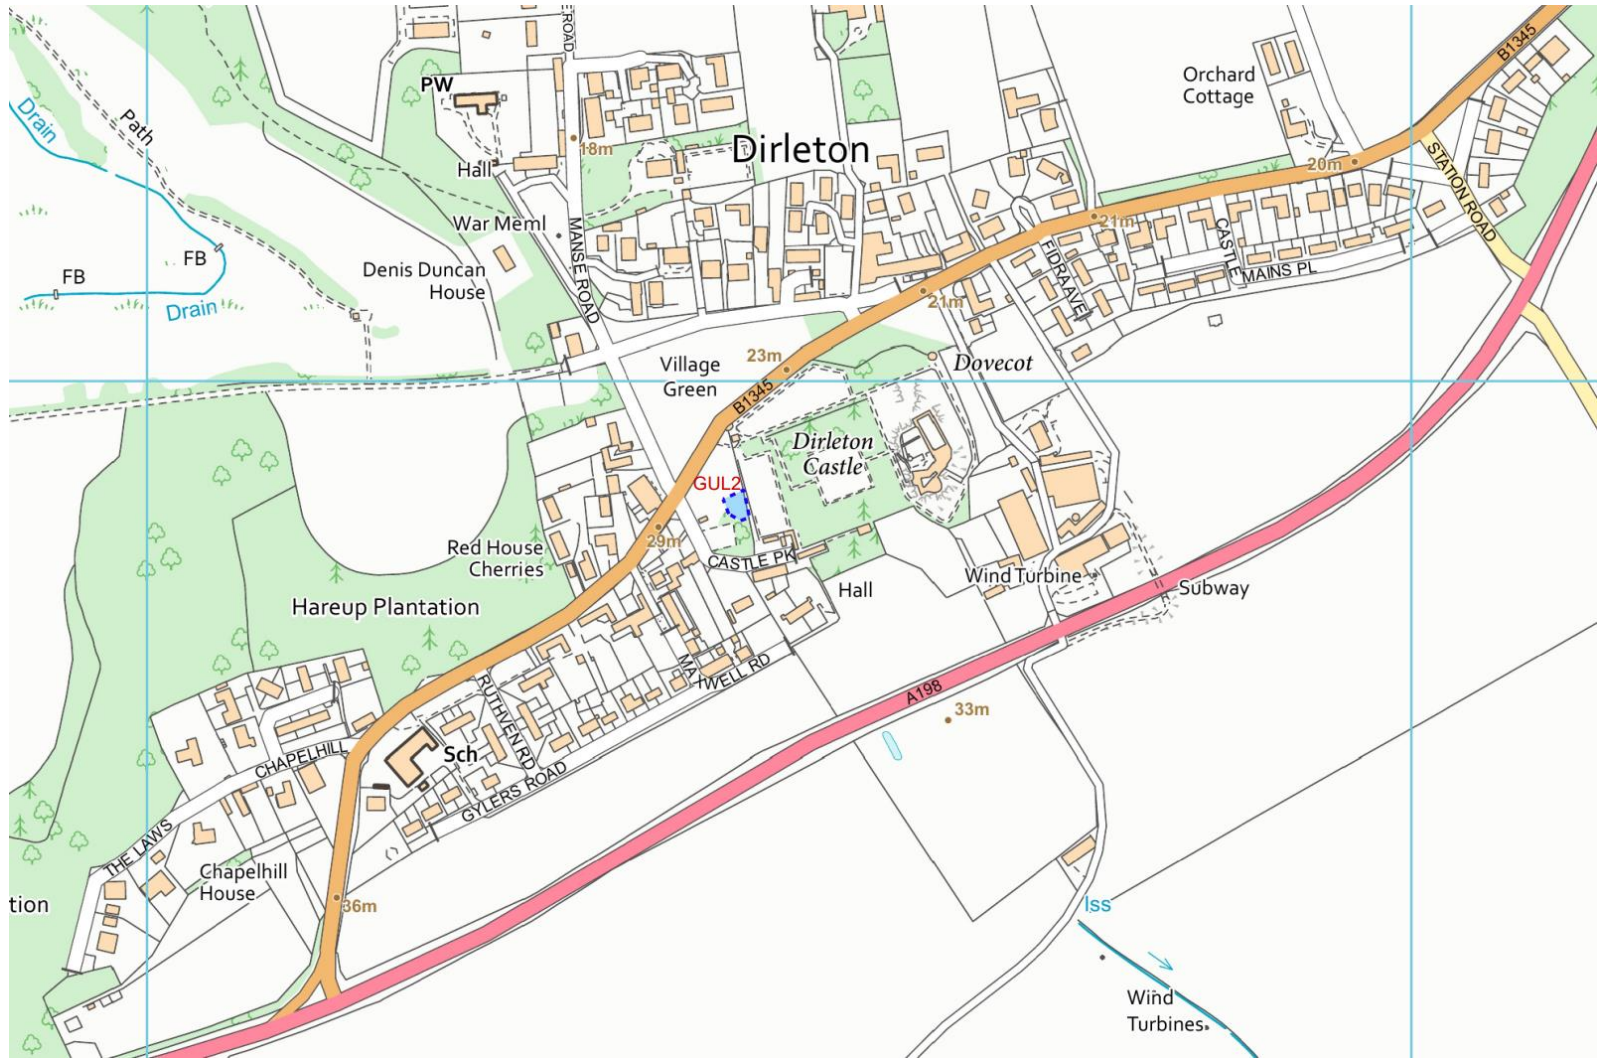 EROAD
B1345
PW
Orchard
Cottage
Drain
Path
18m
Dirleton
20m
STATION ROAD
Hall
War Meml
MANSE ROAD
21m
CASTLE
MAINS PL
FIDRA AVE
FB
FB
Denis Duncan
House
Drain
21m
Village
Green
23m
Dovecot
B1345
Dirleton
Castle
GUL2
29m
Red House
Cherries
CASTLE PK
Hall
Wind Turbine
Subway
Hareup Plantation
MAXWELL RD
RUTHVEN RD
A198
33m
Sch
CHAPELHILL
GYLERS ROAD
THE LAWS
Chapelhill
House
tion
36m
Iss
Wind
Turbines